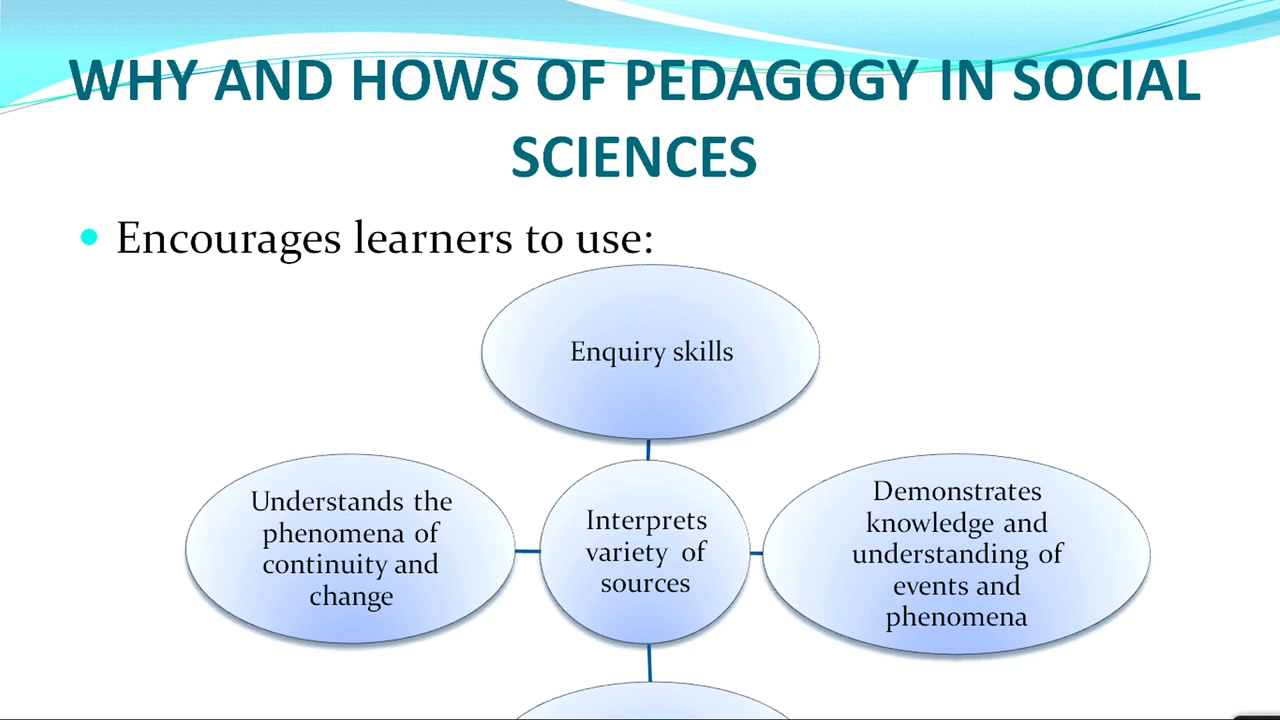 WHY AND HOWS OF PEDAGOGY IN SOCIAL
SCIENCES
Encourages learners to use:
Enquiry skills
Understands the
phenomena of
continuity and
change
Interprets
variety of
sources
Demonstrates
knowledge and
understanding of
events and
phenomena